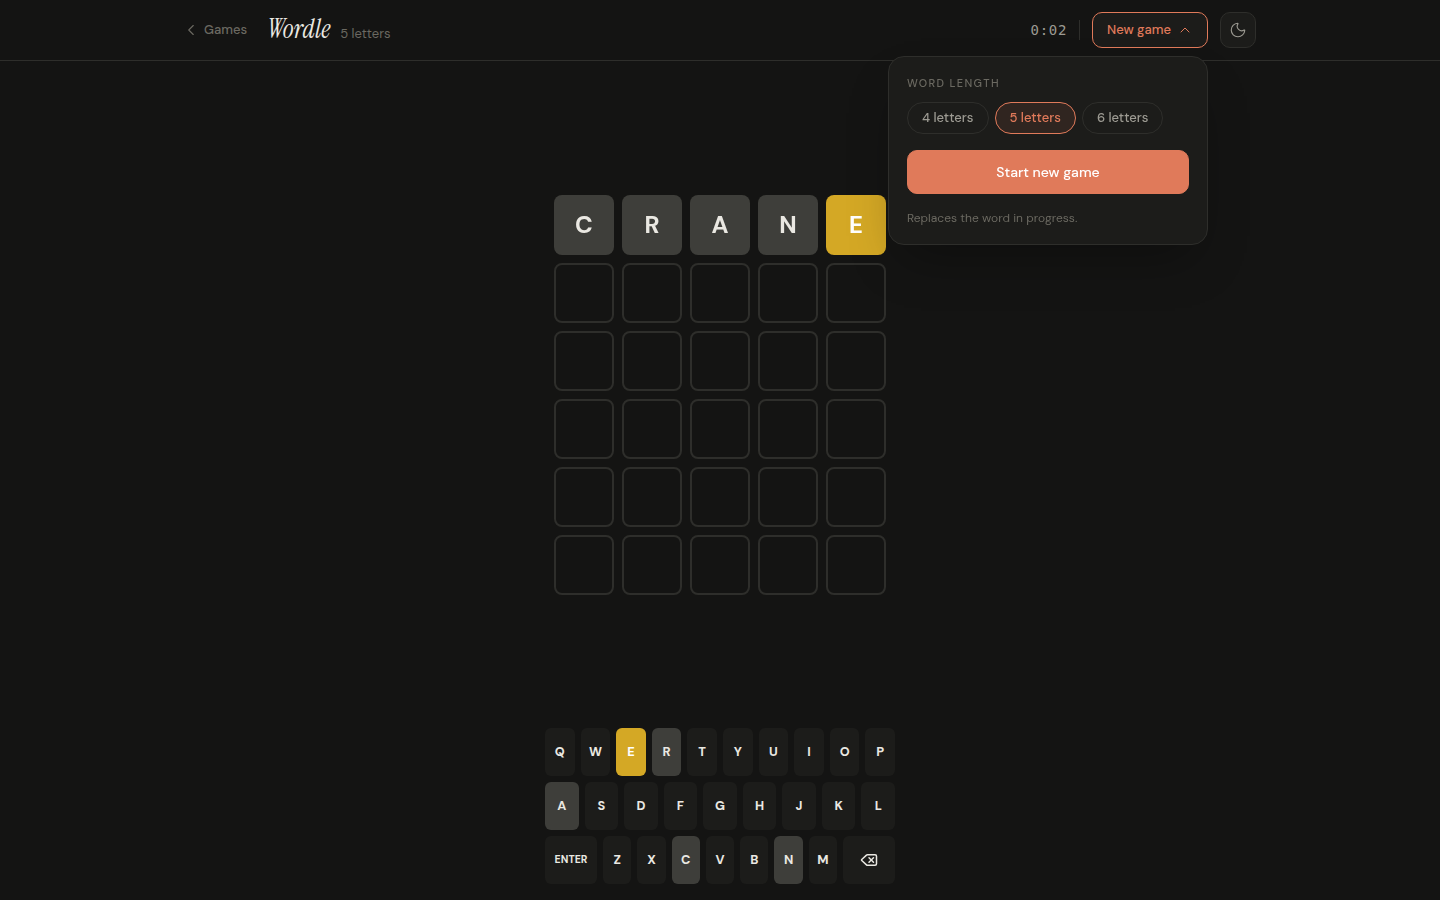 Games
Wordle 5 letters
0:02
New game
WORD LENGTH
4 letters 5 letters 6 letters
Start new game
Replaces the word in progress.
C R A N E
Q W E R T Y U I O P
A S D F G H J K L
ENTER Z X C V B N M